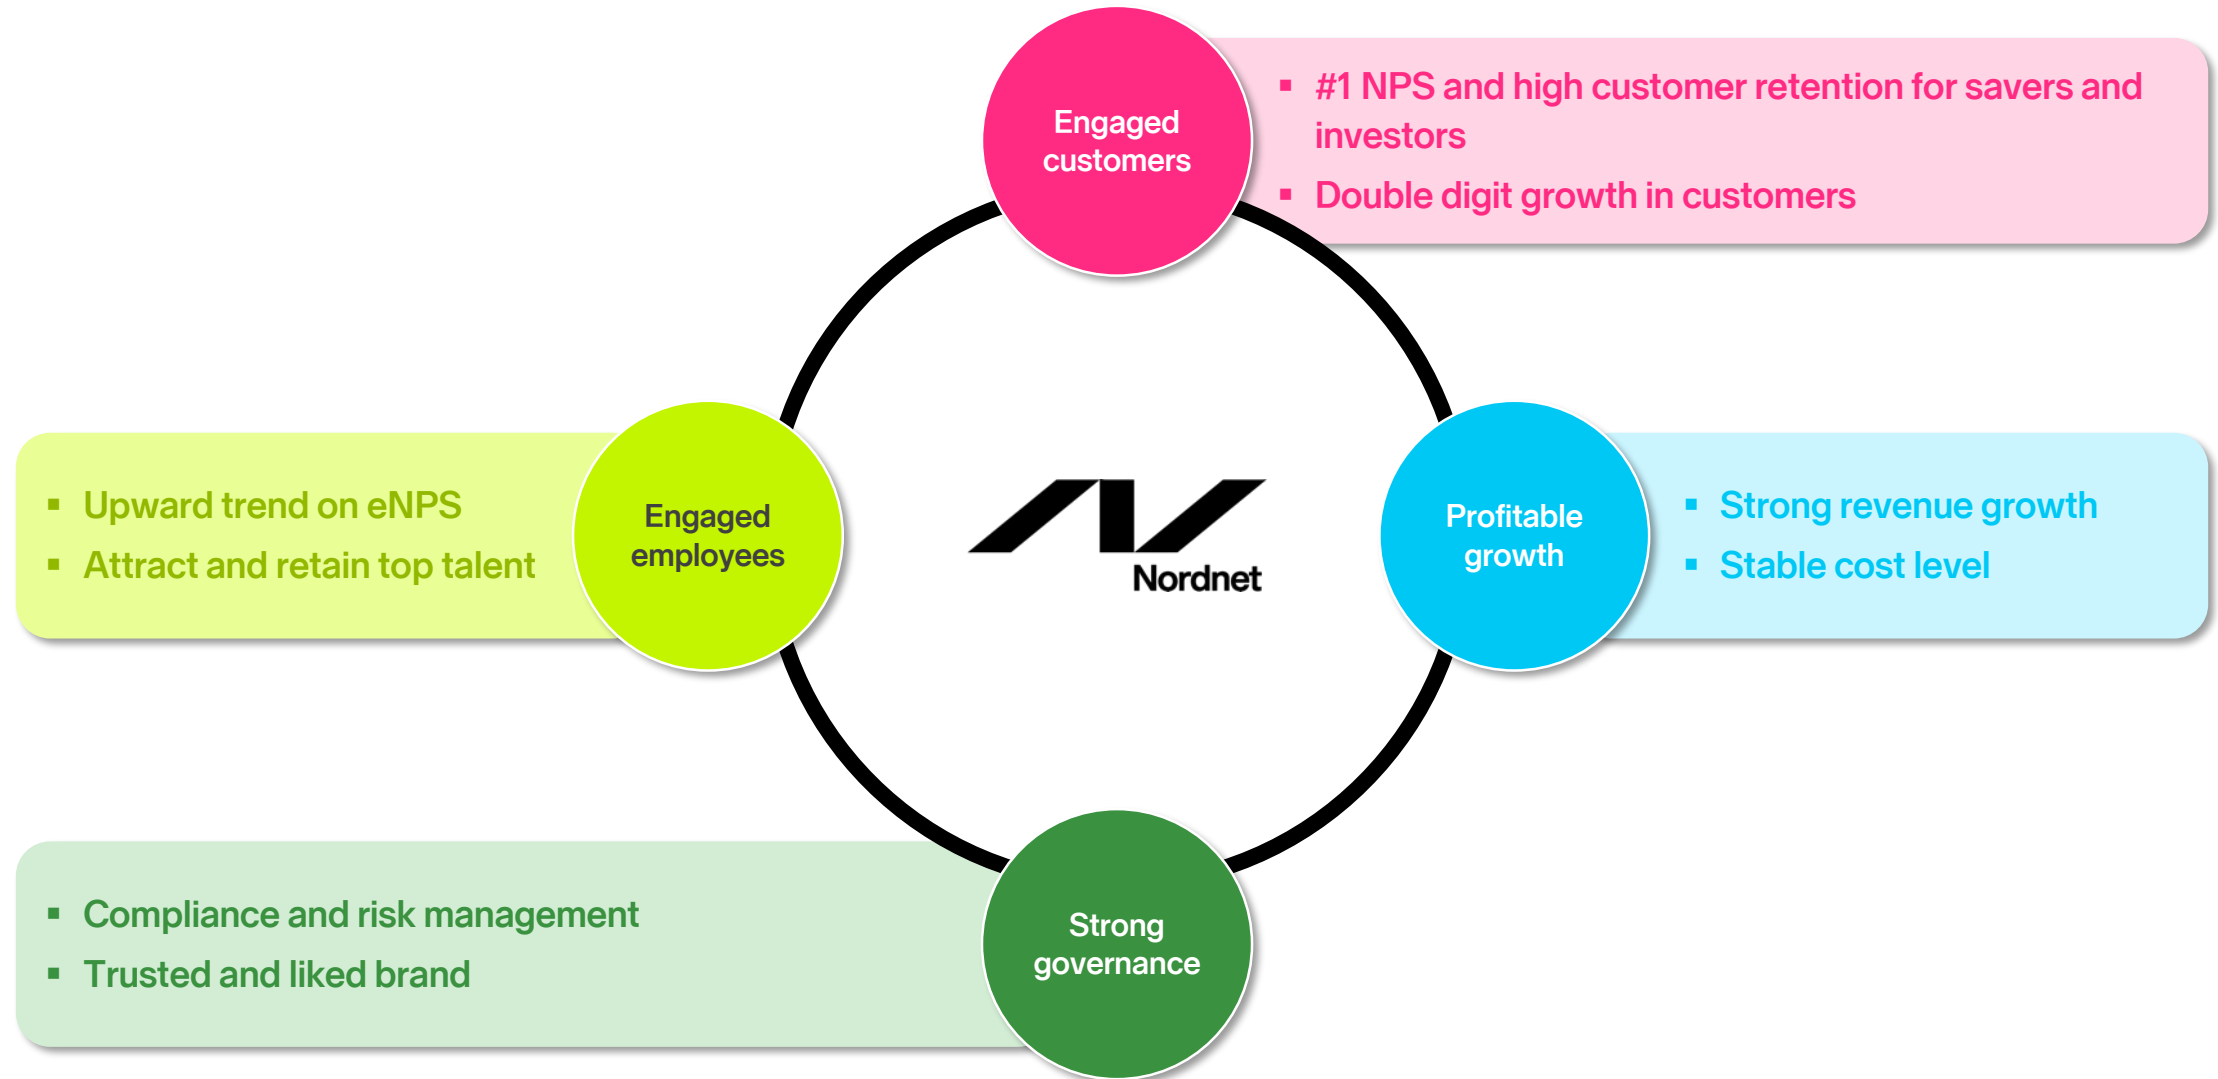 Engaged
customers
▪ #1 NPS and high customer retention for savers and
investors
▪ Double digit growth in customers
▪ Upward trend on eNPS
▪ Attract and retain top talent
Engaged
employees
Nordnet
Profitable
growth
▪ Strong revenue growth
▪ Stable cost level
▪ Compliance and risk management
▪ Trusted and liked brand
Strong
governance